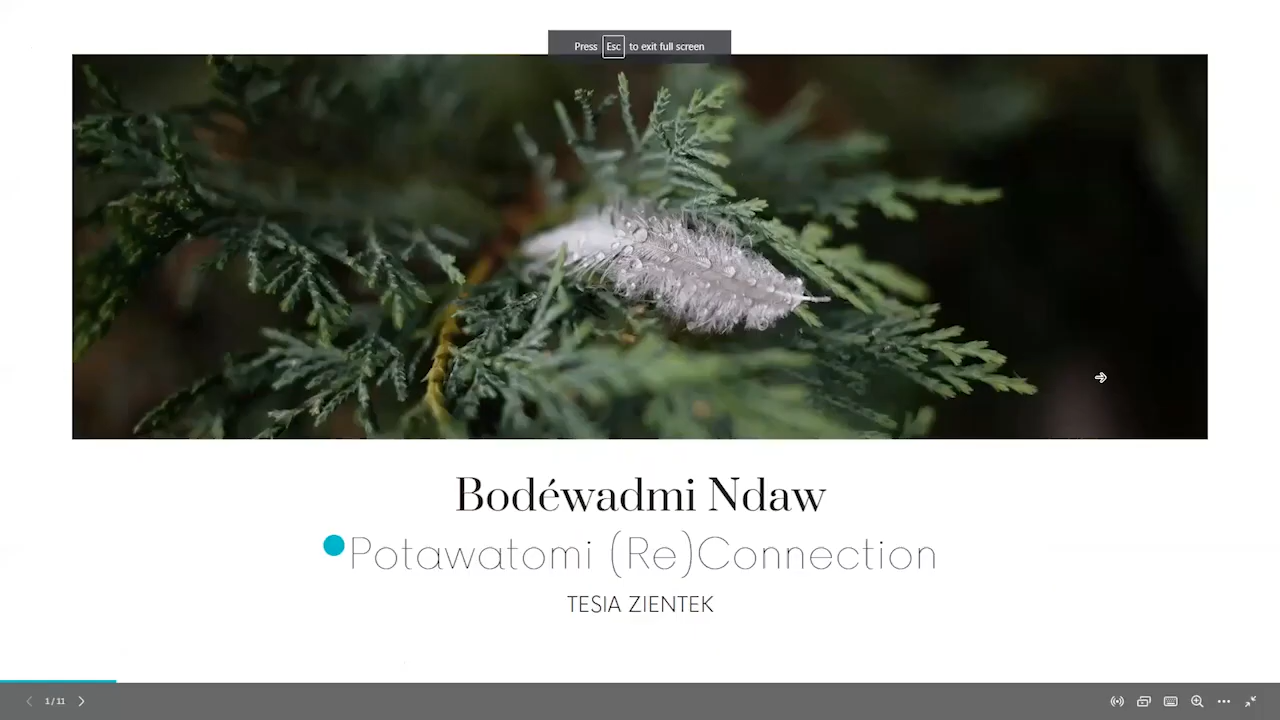 Press Esc to exit full screen
Bodéwadmi Ndaw
Potawatomi (Re)Connection
TESIA ZIENTEK
1 / 11